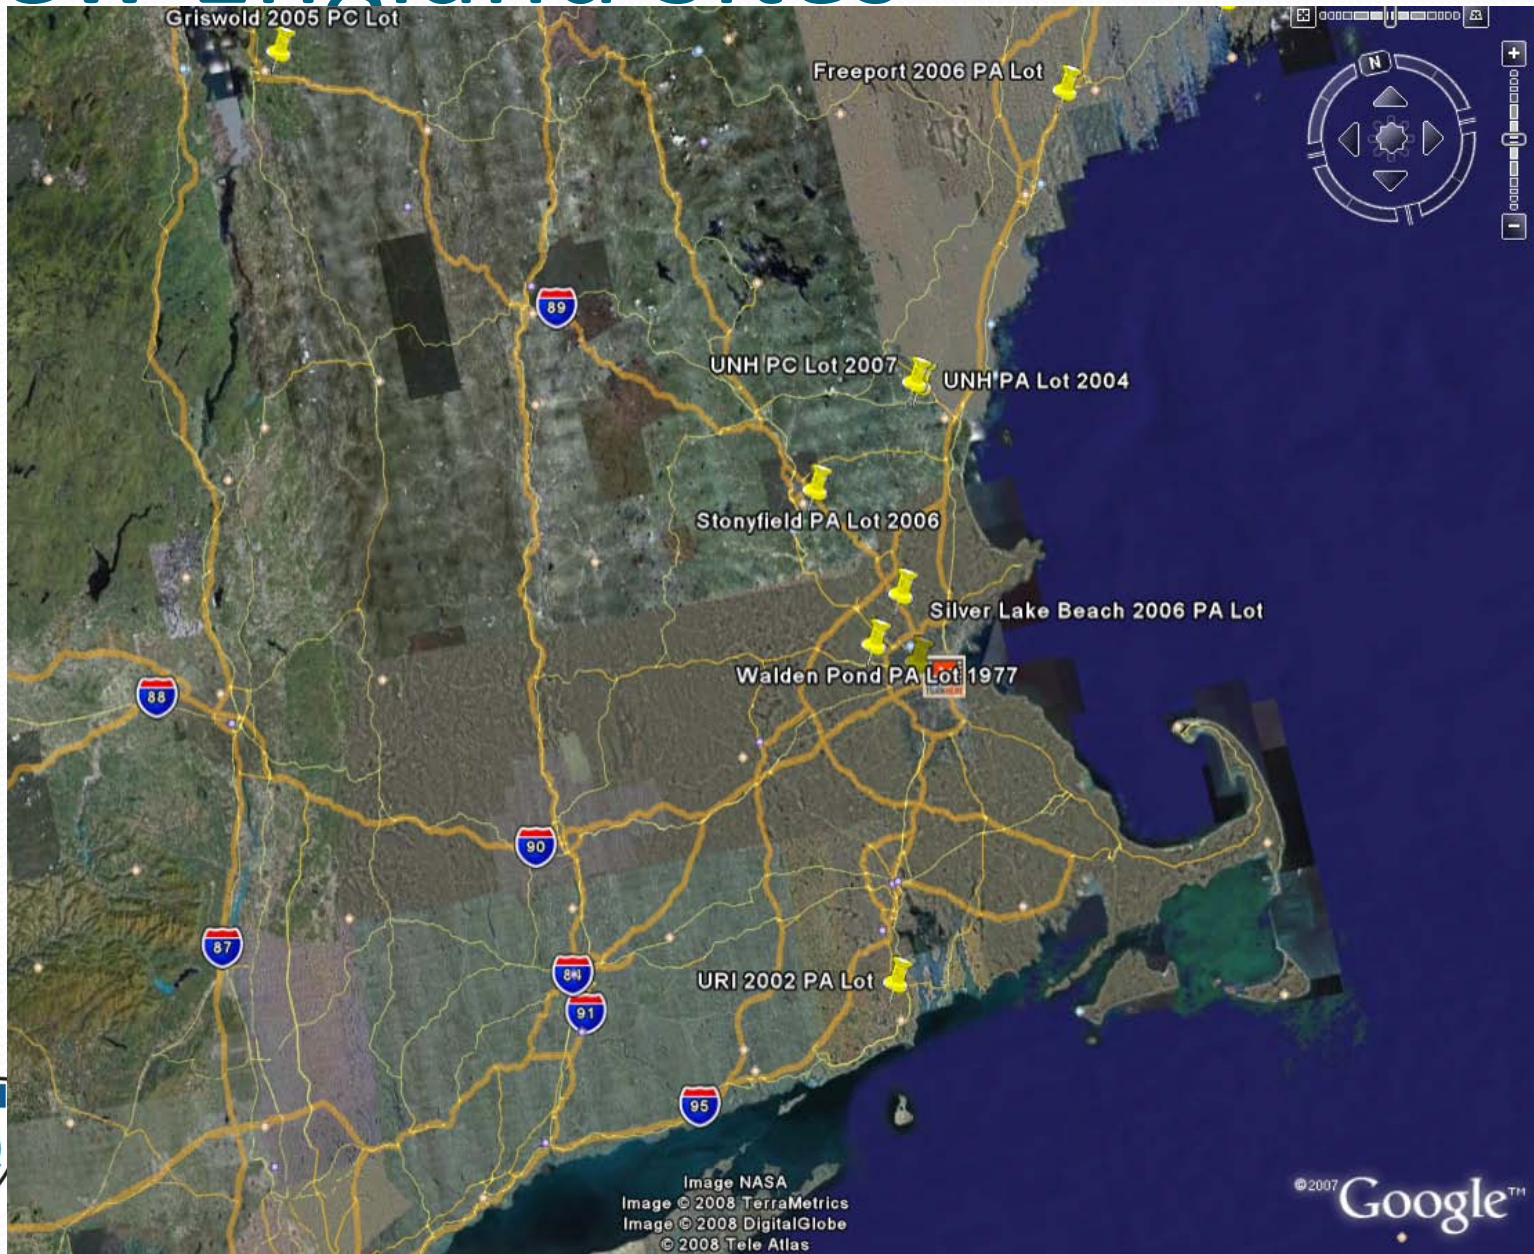 Griswold 2005 PC Lot
Freeport 2006 PA Lot
N
89
UNH PC Lot 2007
UNH PA Lot 2004
Stonyfield PA Lot 2006
Silver Lake Beach 2006 PA Lot
Walden Pond PA Lot 1977
88
90
87
84
URI 2002 PA Lot
91
95
Image NASA
Image © 2008 TerraMetrics
Image © 2008 DigitalGlobe
© 2008 Tele Atlas
©2007 Google™